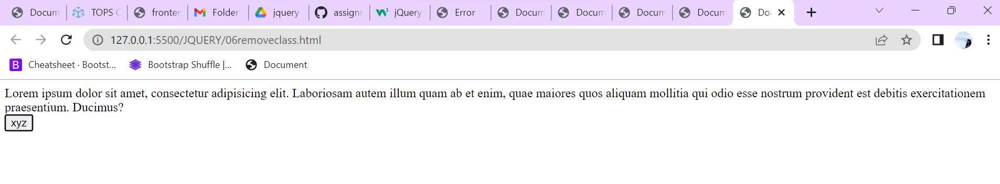 Docum TOPS C fronter Folder jquery assignr jQuery Error Docum Docum Docum Docum Do
127.0.0.1:5500/JQUERY/06removeclass.html
B Cheatsheet · Bootst... Bootstrap Shuffle |... Document
Lorem ipsum dolor sit amet, consectetur adipisicing elit. Laboriosam autem illum quam ab et enim, quae maiores quos aliquam mollitia qui odio esse nostrum provident est debitis exercitationem
praesentium. Ducimus?
xyz